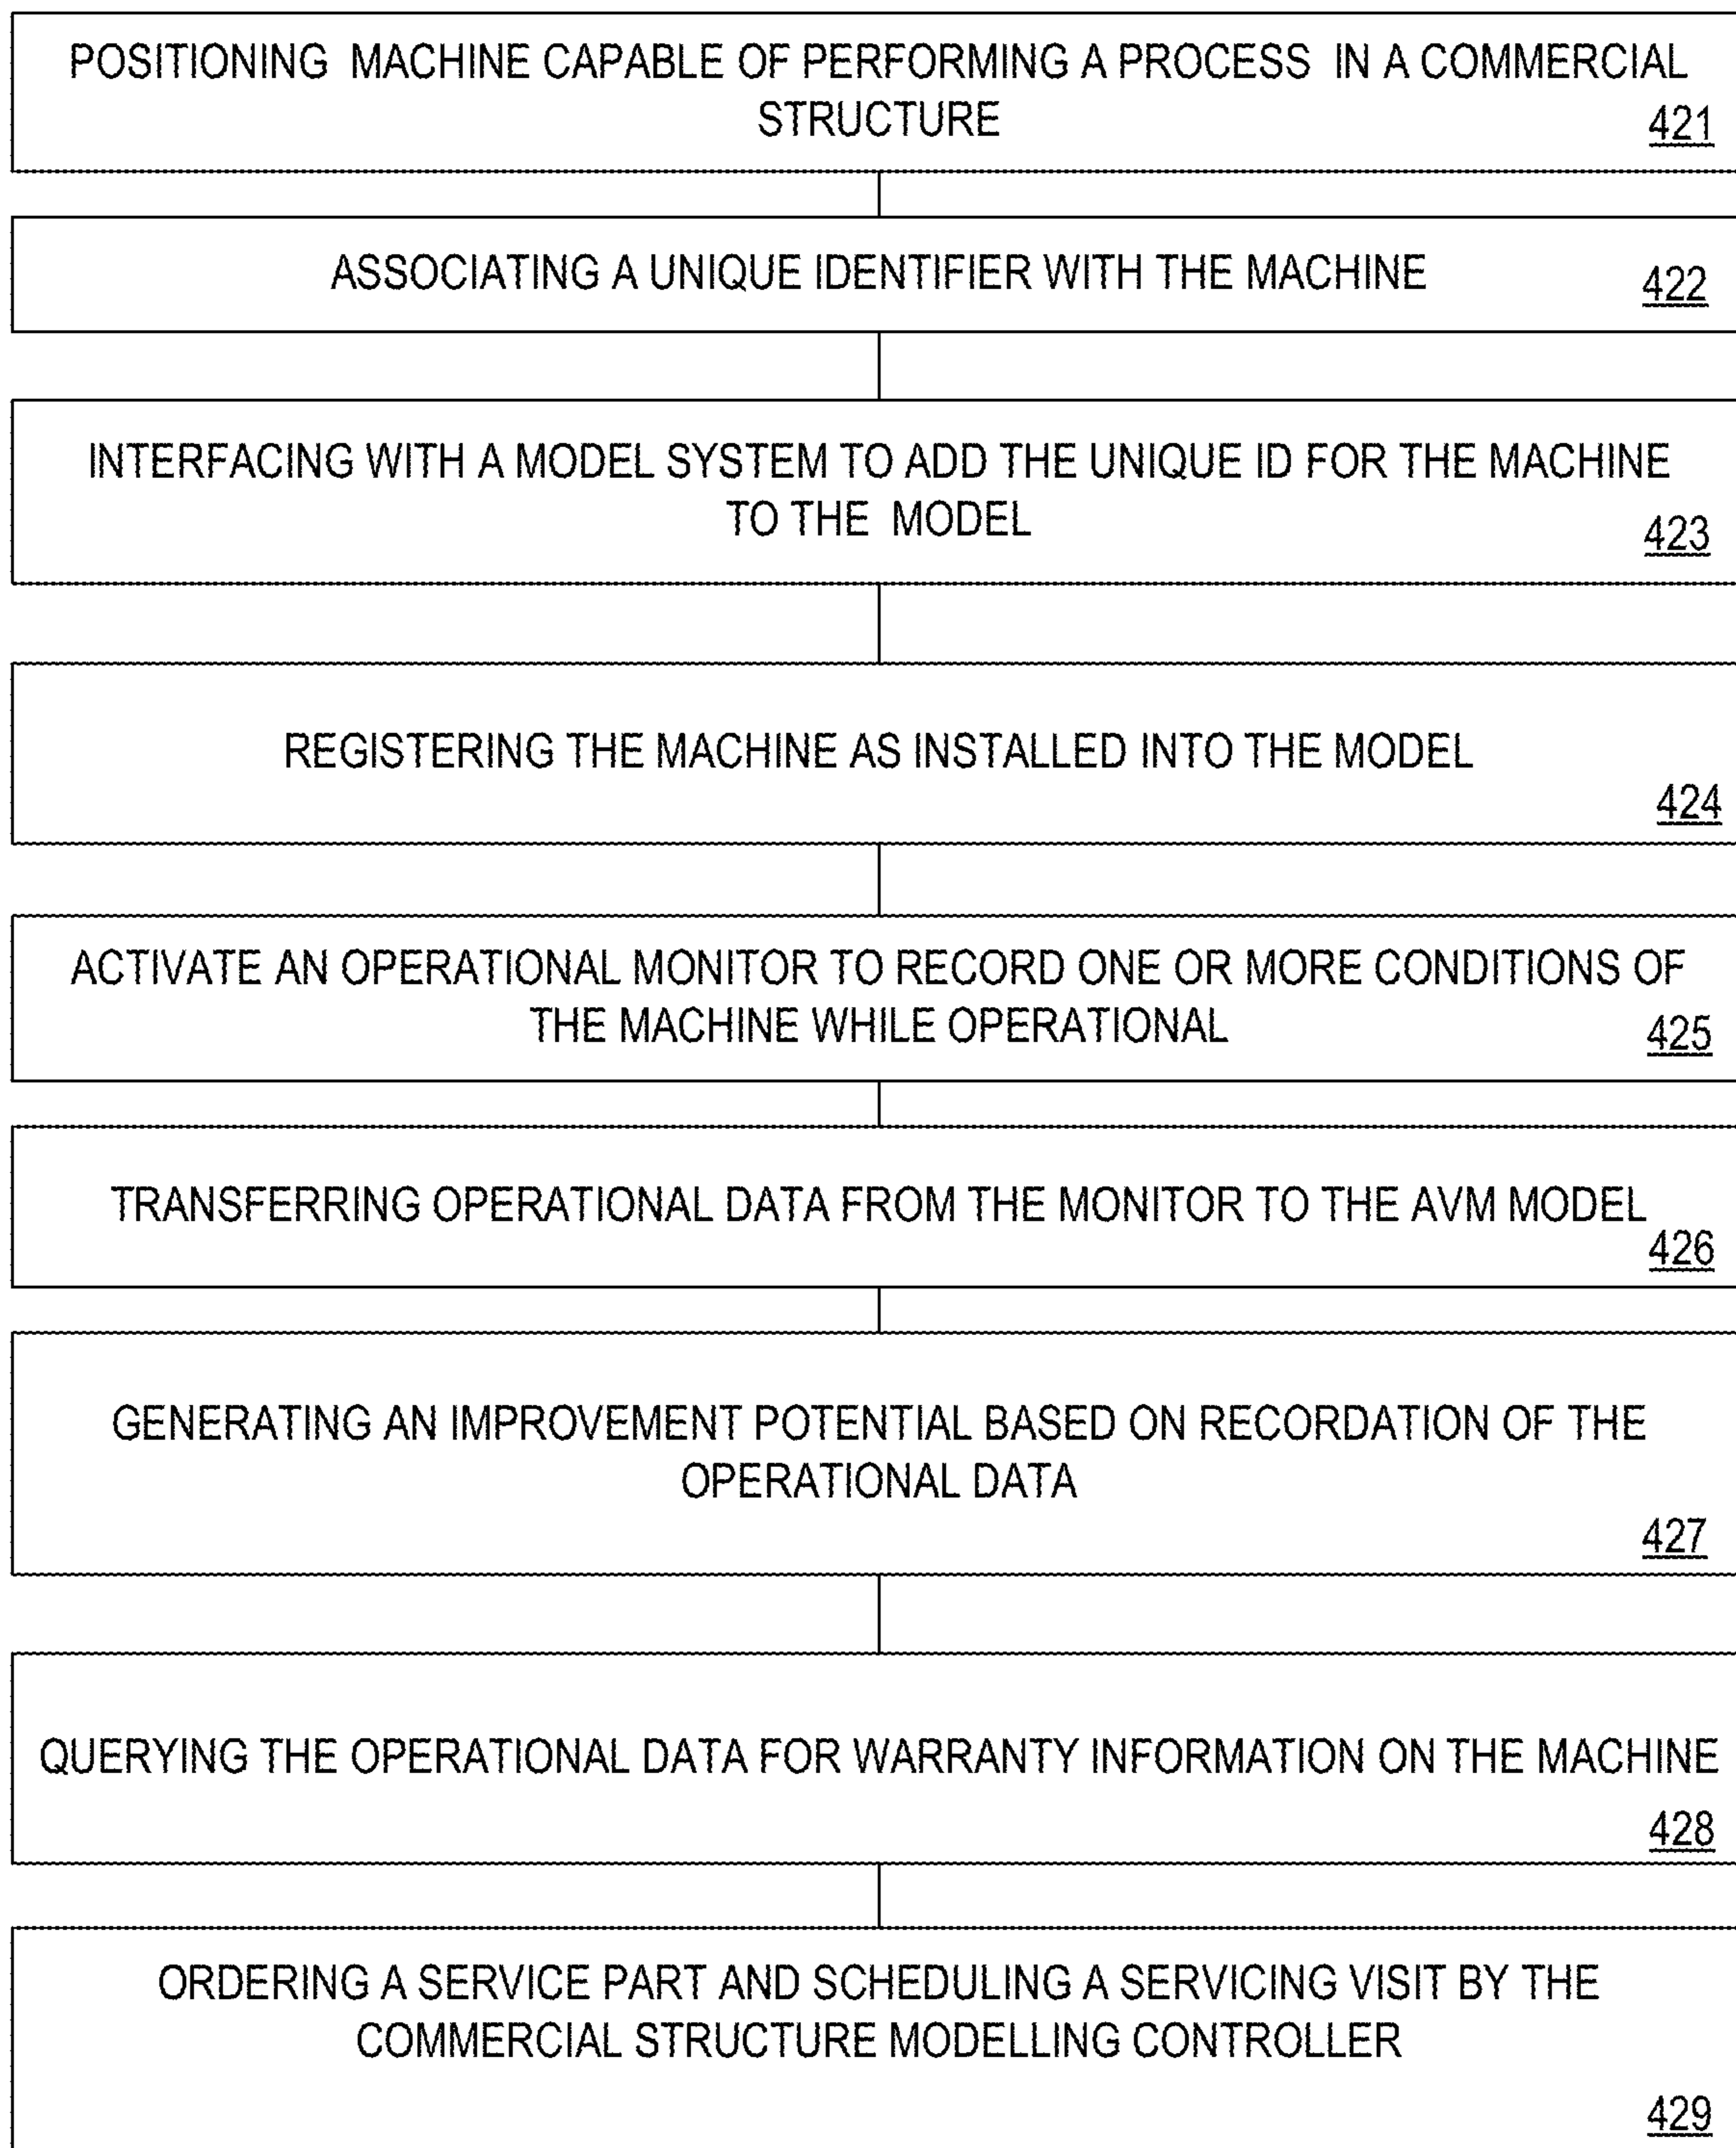 POSITIONING MACHINE CAPABLE OF PERFORMING A PROCESS IN A COMMERCIAL
STRUCTURE
421
ASSOCIATING A UNIQUE IDENTIFIER WITH THE MACHINE
422
INTERFACING WITH A MODEL SYSTEM TO ADD THE UNIQUE ID FOR THE MACHINE
TO THE MODEL
423
REGISTERING THE MACHINE AS INSTALLED INTO THE MODEL
424
ACTIVATE AN OPERATIONAL MONITOR TO RECORD ONE OR MORE CONDITIONS OF
THE MACHINE WHILE OPERATIONAL
425
TRANSFERRING OPERATIONAL DATA FROM THE MONITOR TO THE AVM MODEL
426
GENERATING AN IMPROVEMENT POTENTIAL BASED ON RECORDATION OF THE
OPERATIONAL DATA
427
QUERYING THE OPERATIONAL DATA FOR WARRANTY INFORMATION ON THE MACHINE
428
ORDERING A SERVICE PART AND SCHEDULING A SERVICING VISIT BY THE
COMMERCIAL STRUCTURE MODELLING CONTROLLER
429